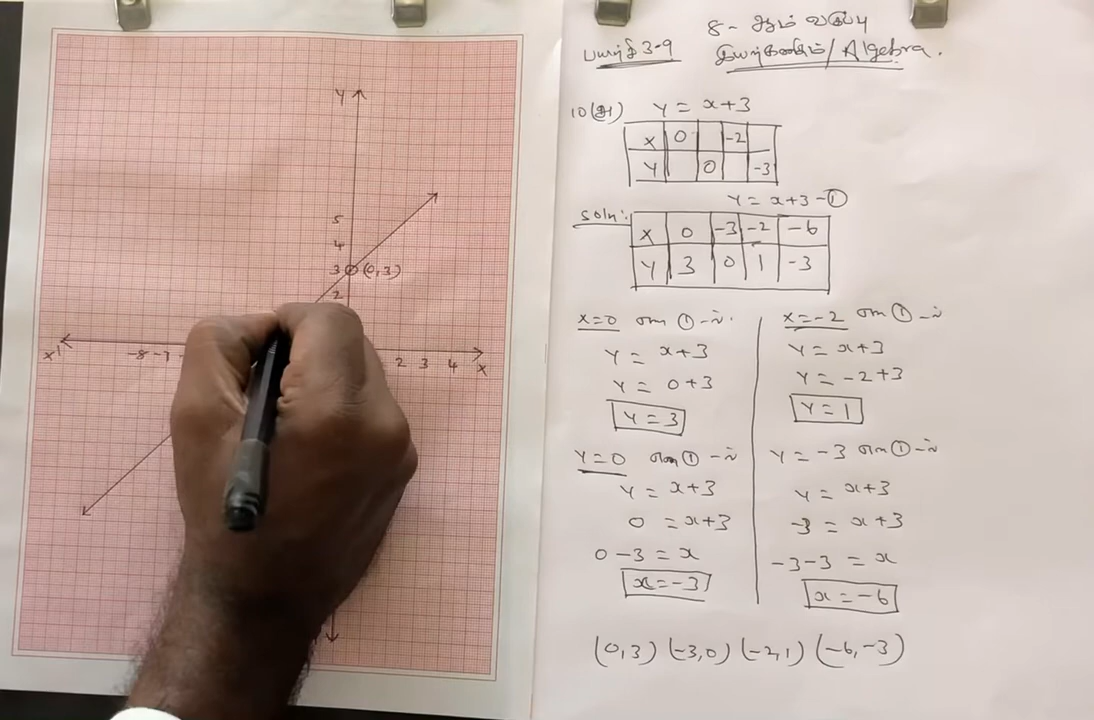 8 - ஆம் வகுப்பு
பயிற்சி 3-9 இயற்கணிதம் / Algebra.
10 (அ) y = x+3
X 0 -2
Y 0 -3
y = x+3 - ①
Soln:
X 0 -3 -2 -6
Y 3 0 1 -3
x=0 என ①-ல்
y = x+3
y = 0+3
y = 3
y=0 என ①-ல்
y = x+3
0 = x+3
0-3 = x
x=-3
x=-2 என ①-ல்
y = x+3
y = -2+3
y = 1
y = -3 என ①-ல்
y = x+3
-3 = x+3
-3-3 = x
x = -6
(0,3) (-3,0) (-2,1) (-6,-3)
Y
5
4
3 (0,3)
2
X' -8 -7 2 3 4 X